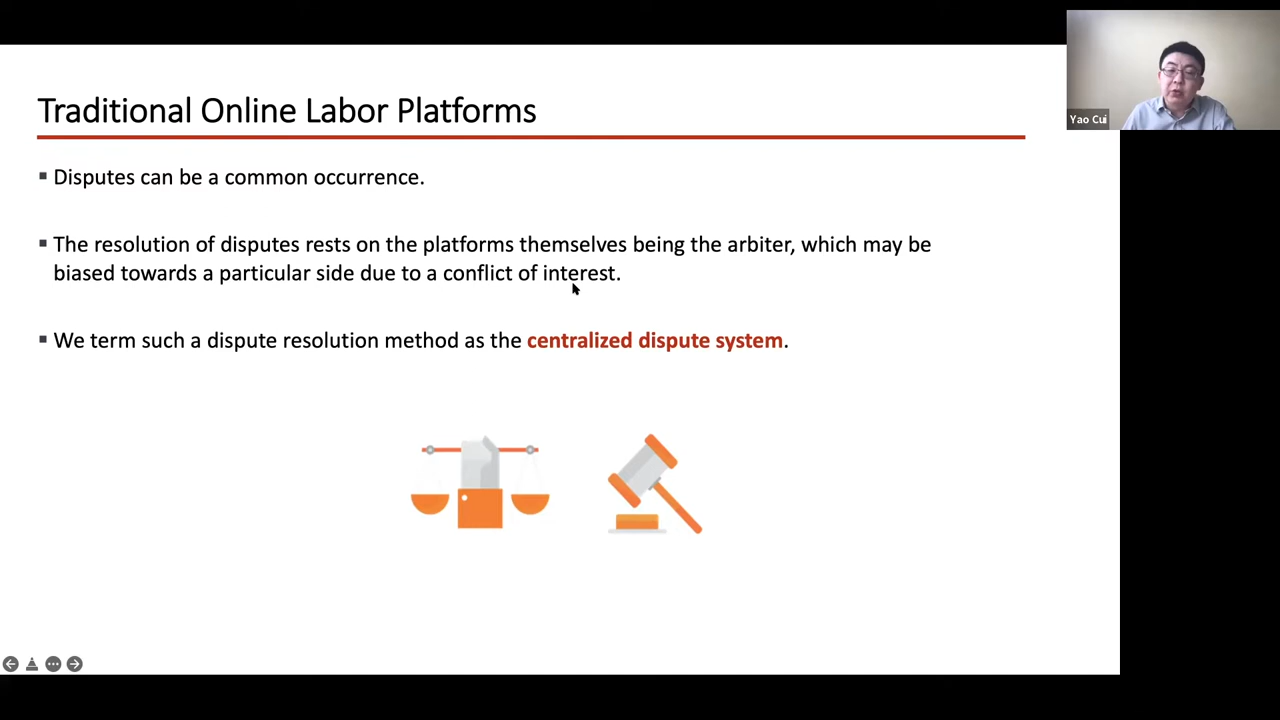 Traditional Online Labor Platforms
Disputes can be a common occurrence.
The resolution of disputes rests on the platforms themselves being the arbiter, which may be
biased towards a particular side due to a conflict of interest.
We term such a dispute resolution method as the centralized dispute system.
Yao Cui